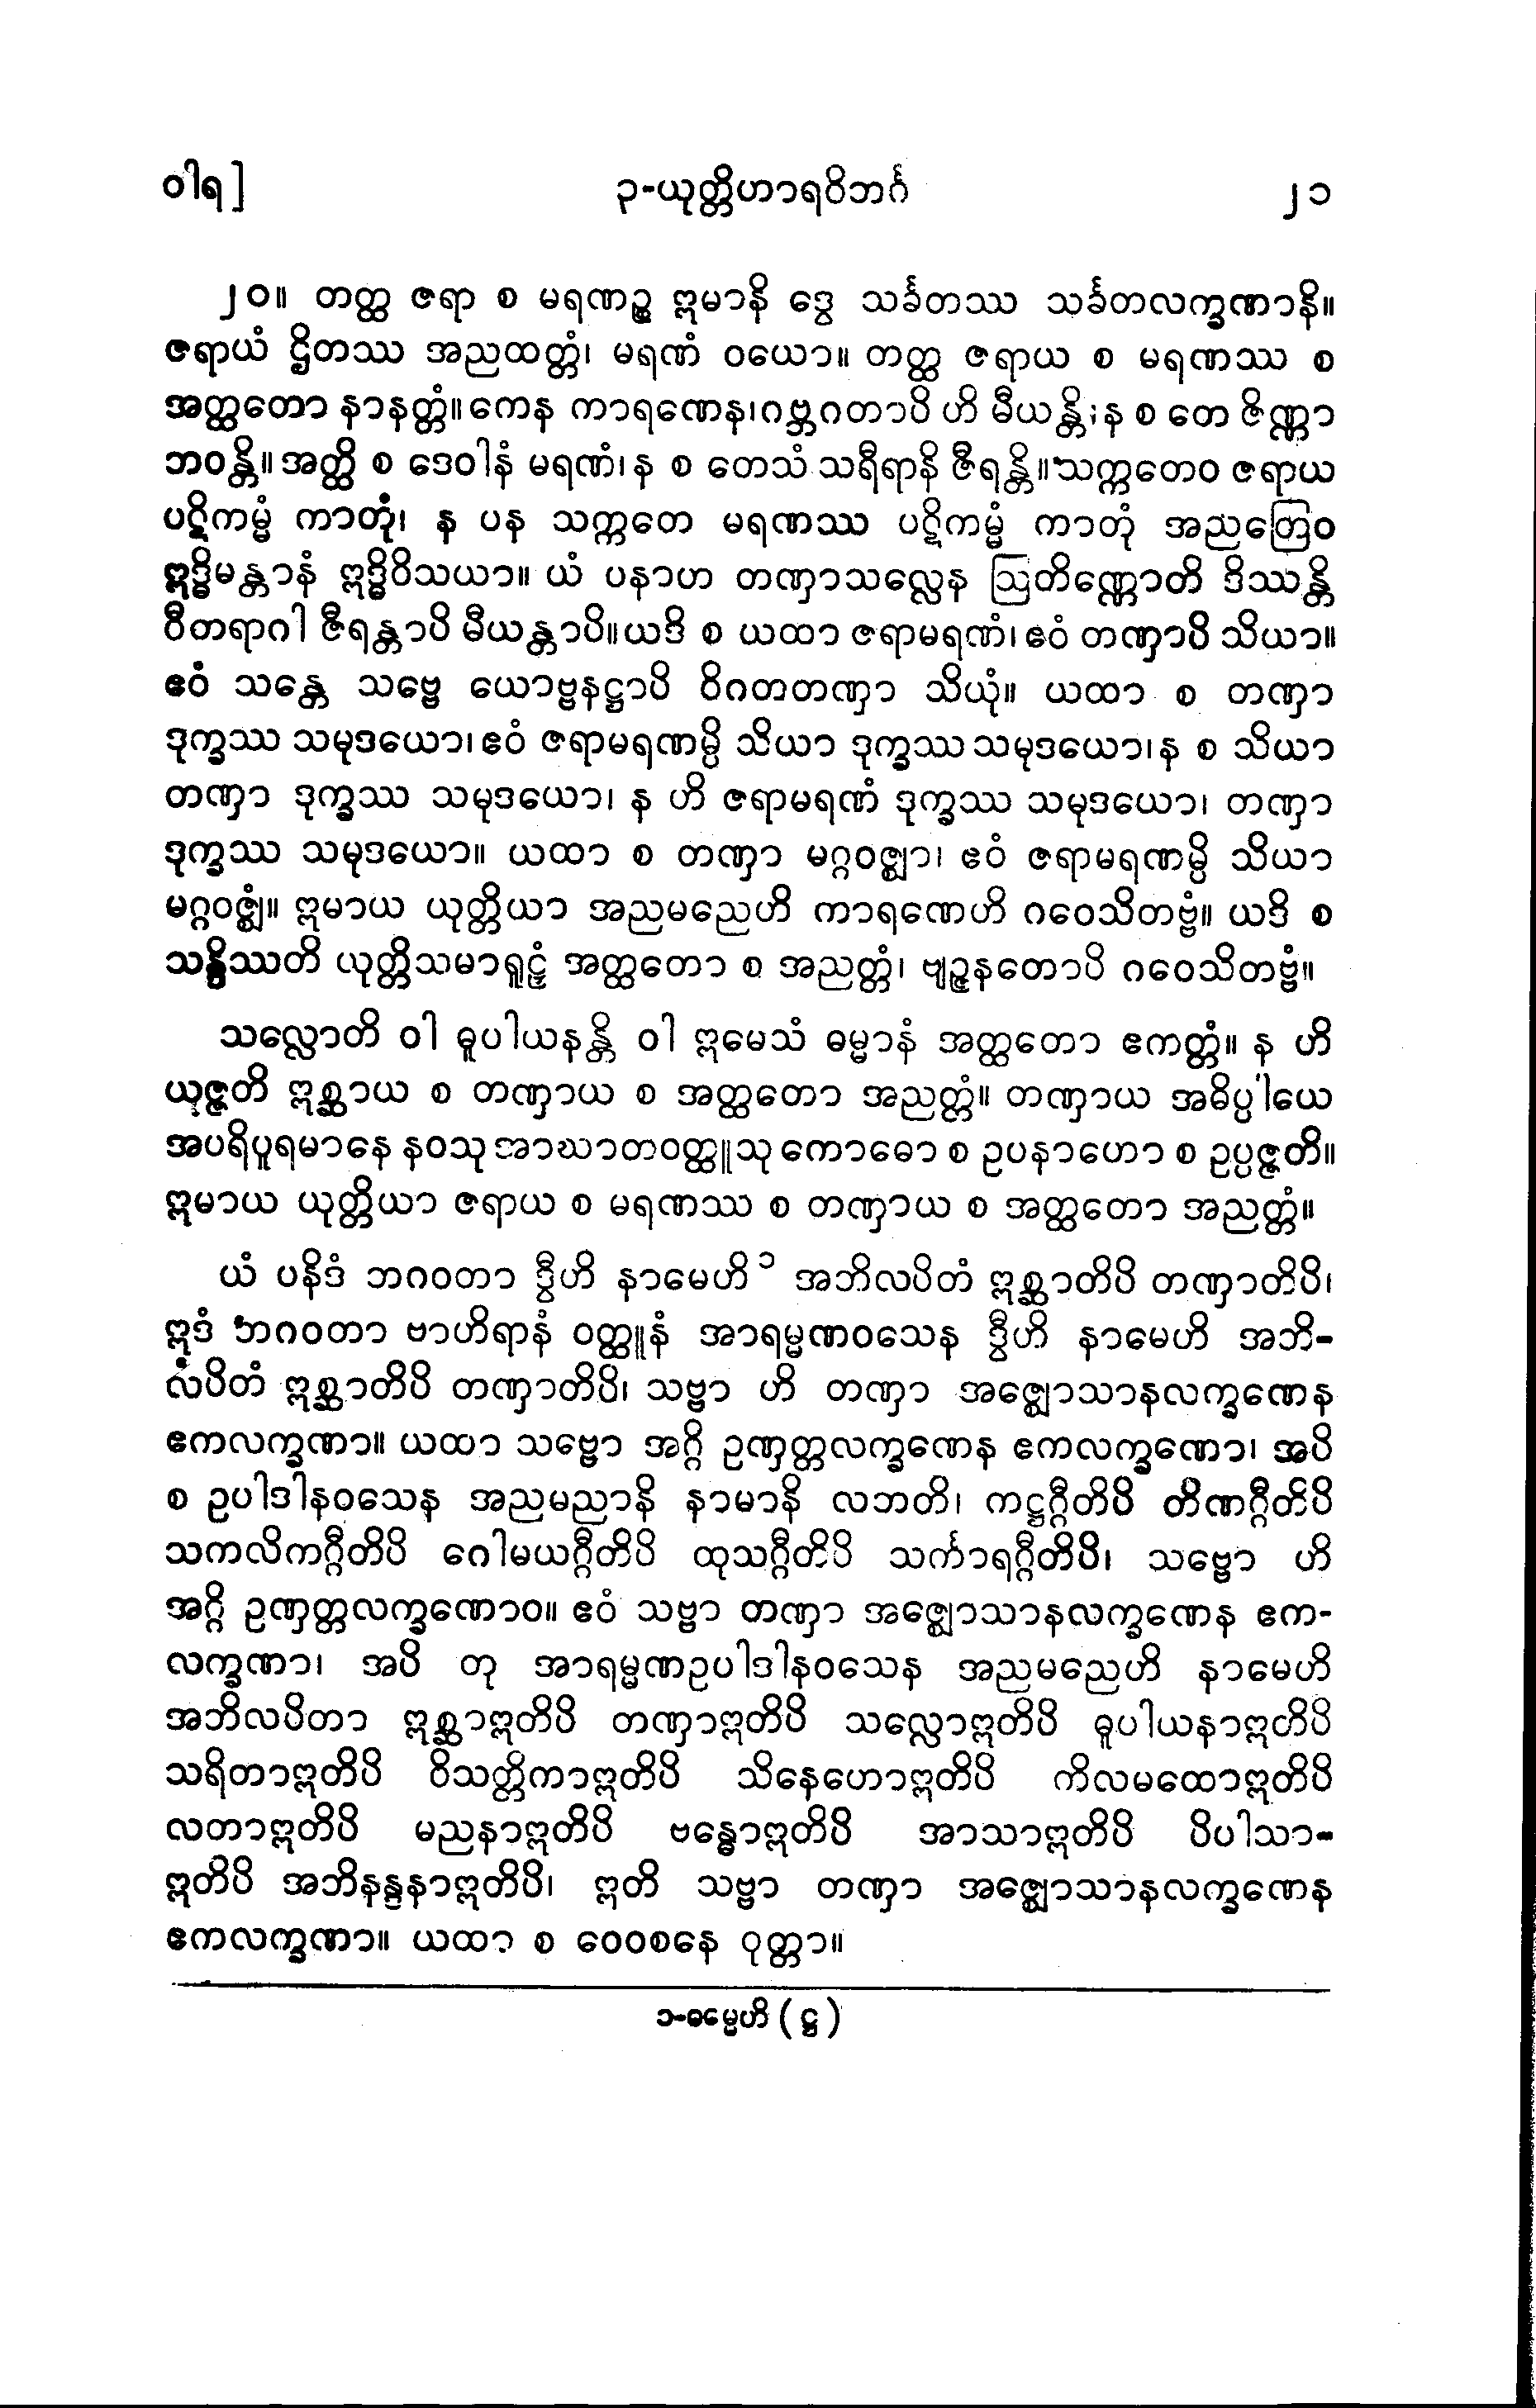 ဝါရ] ၃-ယုတ္တိဟာရဝိဘင်္ဂ ၂၁
၂၀။ တတ္ထ ဇရာ စ မရဏဉ္စ ဣမာနိ ဒွေ သင်္ခတဿ သင်္ခတလက္ခဏာနိ။
ဇရာယံ ဌိတဿ အညထတ္တံ၊ မရဏံ ဝယော။ တတ္ထ ဇရာယ စ မရဏဿ စ
အတ္ထတော နာနတ္တံ။ ကေန ကာရဏေန၊ ဂဗ္ဘဂတာပိ ဟိ မီယန္တိ၊ န စ တေ ဇိဏ္ဏာ
ဘဝန္တိ။ အတ္ထိ စ ဒေဝါနံ မရဏံ၊ န စ တေသံ သရီရာနိ ဇီရန္တိ။ သက္ကတေဝ ဇရာယ
ပဋိကမ္မံ ကာတုံ၊ န ပန သက္ကတေ မရဏဿ ပဋိကမ္မံ ကာတုံ အညတြေဝ
ဣဒ္ဓိမန္တာနံ ဣဒ္ဓိဝိသယာ။ ယံ ပနာဟ တဏှာသလ္လေန ဩတိဏ္ဏောတိ ဒိဿန္တိ
ဝီတရာဂါ ဇီရန္တာပိ မီယန္တာပိ။ ယဒိ စ ယထာ ဇရာမရဏံ၊ ဧဝံ တဏှာပိ သိယာ။
ဧဝံ သန္တေ သဗ္ဗေ ယောဗ္ဗနဋ္ဌာပိ ဝိဂတတဏှာ သိယုံ။ ယထာ စ တဏှာ
ဒုက္ခဿ သမုဒယော၊ ဧဝံ ဇရာမရဏမ္ပိ သိယာ ဒုက္ခဿ သမုဒယော၊ န စ သိယာ
တဏှာ ဒုက္ခဿ သမုဒယော၊ န ဟိ ဇရာမရဏံ ဒုက္ခဿ သမုဒယော၊ တဏှာ
ဒုက္ခဿ သမုဒယော။ ယထာ စ တဏှာ မဂ္ဂဝဇ္ဈာ၊ ဧဝံ ဇရာမရဏမ္ပိ သိယာ
မဂ္ဂဝဇ္ဈံ။ ဣမာယ ယုတ္တိယာ အညမညေဟိ ကာရဏေဟိ ဂဝေသိတဗ္ဗံ။ ယဒိ စ
သန္ဒိဿတိ ယုတ္တိသမာရူဠှံ အတ္ထတော စ အညတ္တံ၊ ဗျဉ္ဇနတောပိ ဂဝေသိတဗ္ဗံ။
သလ္လောတိ ဝါ ဓူပါယနန္တိ ဝါ ဣမေသံ ဓမ္မာနံ အတ္ထတော ဧကတ္တံ။ န ဟိ
ယုဇ္ဇတိ ဣစ္ဆာယ စ တဏှာယ စ အတ္ထတော အညတ္တံ။ တဏှာယ အဓိပ္ပါယေ
အပရိပူရမာနေ နဝသု အာဃာတဝတ္ထူသု ကောဓော စ ဥပနာဟော စ ဥပ္ပဇ္ဇတိ။
ဣမာယ ယုတ္တိယာ ဇရာယ စ မရဏဿ စ တဏှာယ စ အတ္ထတော အညတ္တံ။
ယံ ပနိဒံ ဘဂဝတာ ဒွီဟိ နာမေဟိ ၁ အဘိလပိတံ ဣစ္ဆာတိပိ တဏှာတိပိ၊
ဣဒံ ဘဂဝတာ ဗာဟိရာနံ ဝတ္ထူနံ အာရမ္မဏဝသေန ဒွီဟိ နာမေဟိ အဘိ-
လပိတံ ဣစ္ဆာတိပိ တဏှာတိပိ၊ သဗ္ဗာ ဟိ တဏှာ အဇ္ဈောသာနလက္ခဏေန
ဧကလက္ခဏာ။ ယထာ သဗ္ဗော အဂ္ဂိ ဥဏှတ္တလက္ခဏေန ဧကလက္ခဏော၊ အပိ
စ ဥပါဒါနဝသေန အညမညာနိ နာမာနိ လဘတိ၊ ကဋ္ဌဂ္ဂီတိပိ တိဏဂ္ဂီတိပိ
သကလိကဂ္ဂီတိပိ ဂေါမယဂ္ဂီတိပိ ထုသဂ္ဂီတိပိ သင်္ကာရဂ္ဂီတိပိ၊ သဗ္ဗော ဟိ
အဂ္ဂိ ဥဏှတ္တလက္ခဏောဝ။ ဧဝံ သဗ္ဗာ တဏှာ အဇ္ဈောသာနလက္ခဏေန ဧက-
လက္ခဏာ၊ အပိ တု အာရမ္မဏဥပါဒါနဝသေန အညမညေဟိ နာမေဟိ
အဘိလပိတာ ဣစ္ဆာဣတိပိ တဏှာဣတိပိ သလ္လောဣတိပိ ဓူပါယနာဣတိပိ
သရိတာဣတိပိ ဝိသတ္တိကာဣတိပိ သိနေဟောဣတိပိ ကိလမထောဣတိပိ
လတာဣတိပိ မညနာဣတိပိ ဗန္ဓောဣတိပိ အာသာဣတိပိ ပိပါသာ-
ဣတိပိ အဘိနန္ဒနာဣတိပိ၊ ဣတိ သဗ္ဗာ တဏှာ အဇ္ဈောသာနလက္ခဏေန
ဧကလက္ခဏာ။ ယထာ စ ဝေဝစနေ ဝုတ္တာ။
၁-ဓမ္မေဟိ (ဋ္ဌ)